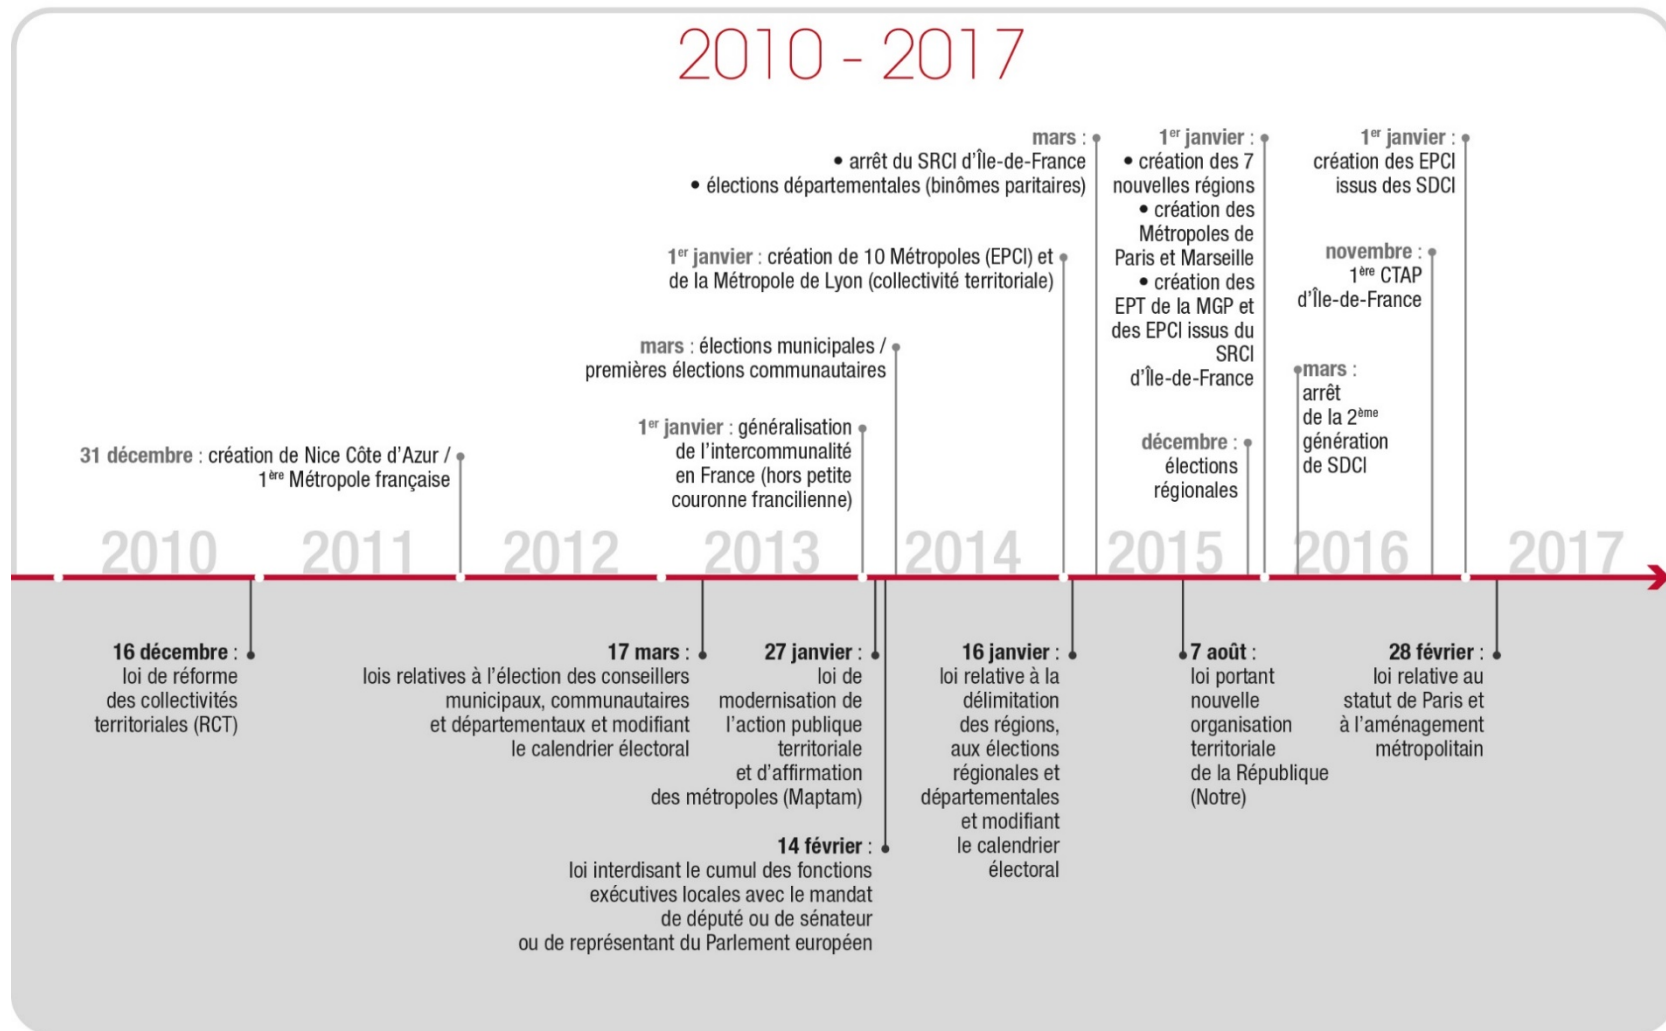 2010 - 2017
mars :
• arrêt du SRCI d’Île-de-France
• élections départementales (binômes paritaires)
1er janvier :
• création des 7
nouvelles régions
• création des
Métropoles de
Paris et Marseille
• création des
EPT de la MGP et
des EPCI issus du
SRCI
d’Île-de-France
1er janvier :
création des EPCI
issus des SDCI
1er janvier : création de 10 Métropoles (EPCI) et
de la Métropole de Lyon (collectivité territoriale)
novembre :
1ère CTAP
d’Île-de-France
mars : élections municipales /
premières élections communautaires
mars :
arrêt
de la 2ème
génération
de SDCI
1er janvier : généralisation
de l’intercommunalité
en France (hors petite
couronne francilienne)
décembre :
élections
régionales
31 décembre : création de Nice Côte d’Azur /
1ère Métropole française
2010 2011 2012 2013 2014 2015 2016 2017
16 décembre :
loi de réforme
des collectivités
territoriales (RCT)
17 mars :
lois relatives à l’élection des conseillers
municipaux, communautaires
et départementaux et modifiant
le calendrier électoral
27 janvier :
loi de
modernisation de
l’action publique
territoriale
et d’affirmation
des métropoles (Maptam)
14 février :
loi interdisant le cumul des fonctions
exécutives locales avec le mandat
de député ou de sénateur
ou de représentant du Parlement européen
16 janvier :
loi relative à la
délimitation
des régions,
aux élections
régionales et
départementales
et modifiant
le calendrier
électoral
7 août :
loi portant
nouvelle
organisation
territoriale
de la République
(Notre)
28 février :
loi relative au
statut de Paris et
à l’aménagement
métropolitain